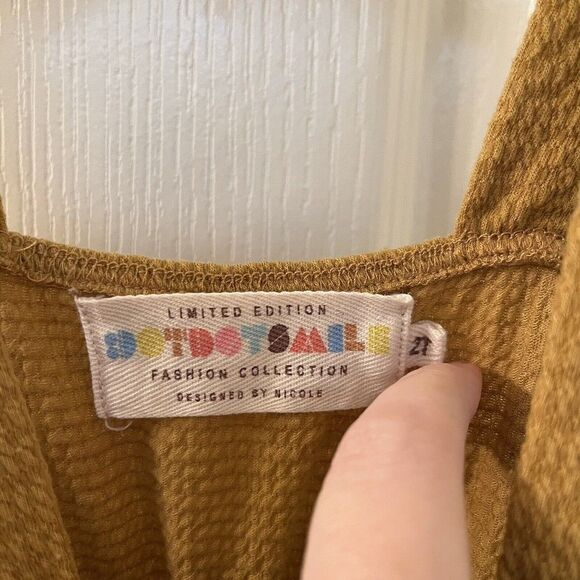 LIMITED EDITION
DOTDOTSMILE
FASHION COLLECTION
DESIGNED BY NICOLE
2T